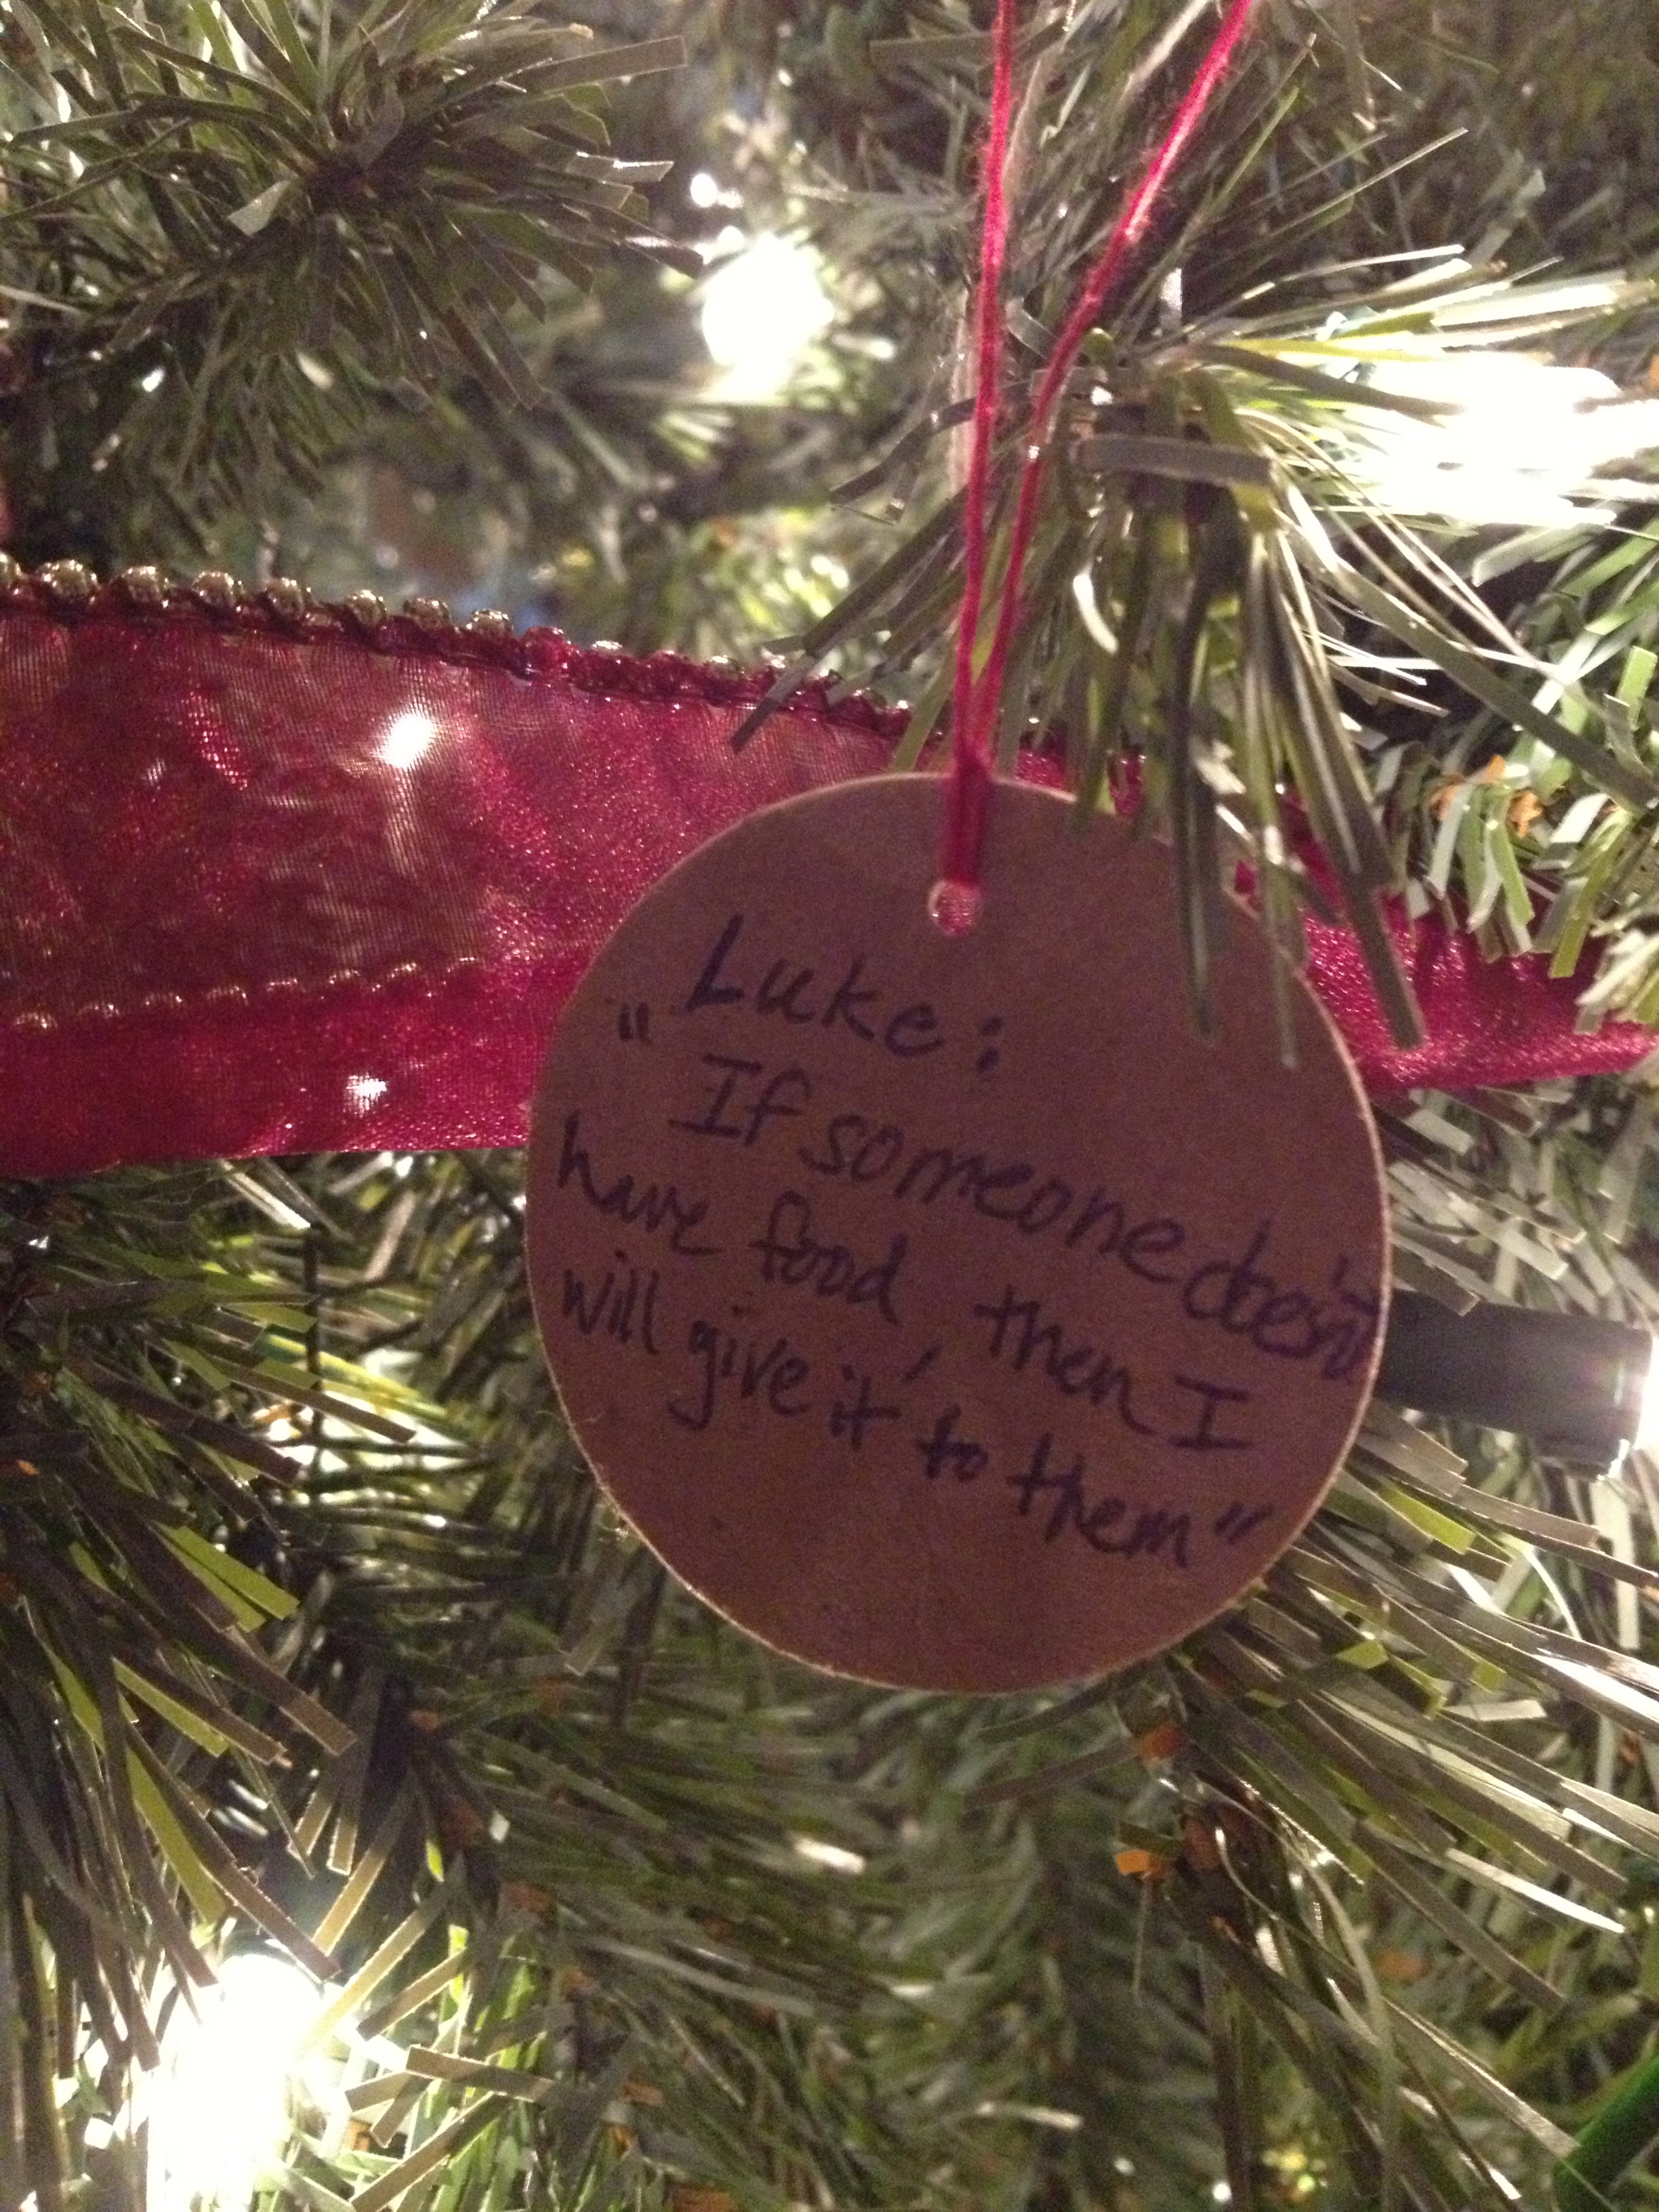 Luke:
"If someone doesn't
have food, then I
will give it to them"